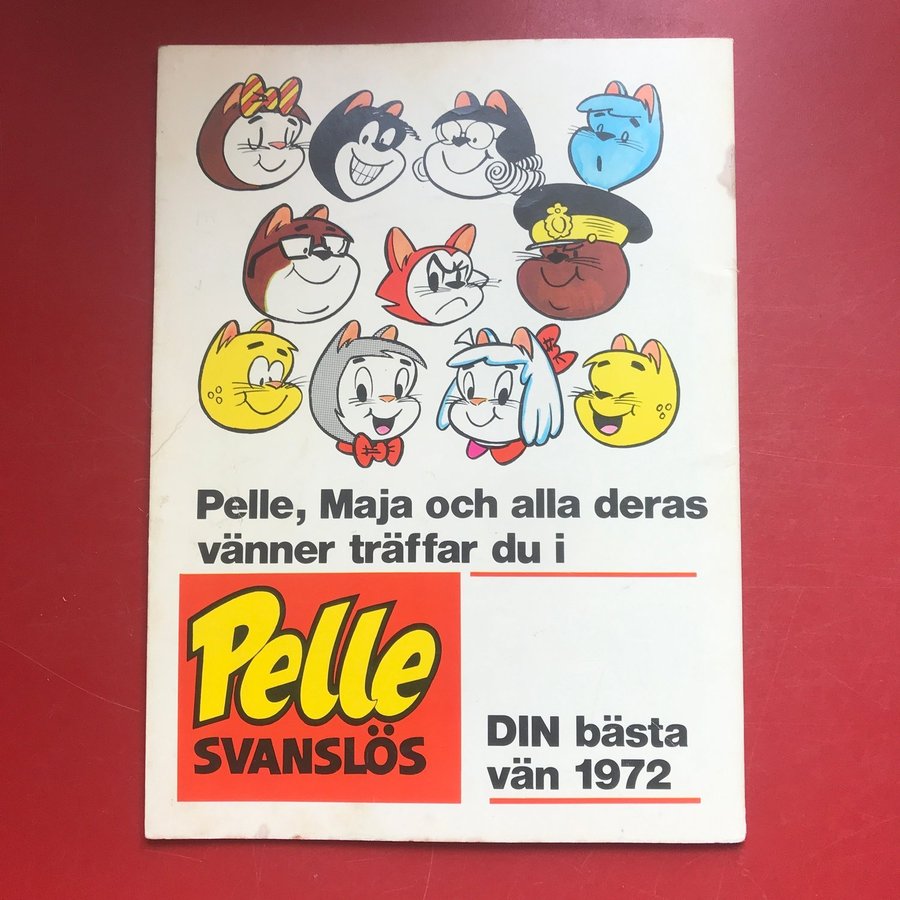 Pelle, Maja och alla deras
vänner träffar du i
Pelle
SVANSLÖS
DIN bästa
vän 1972